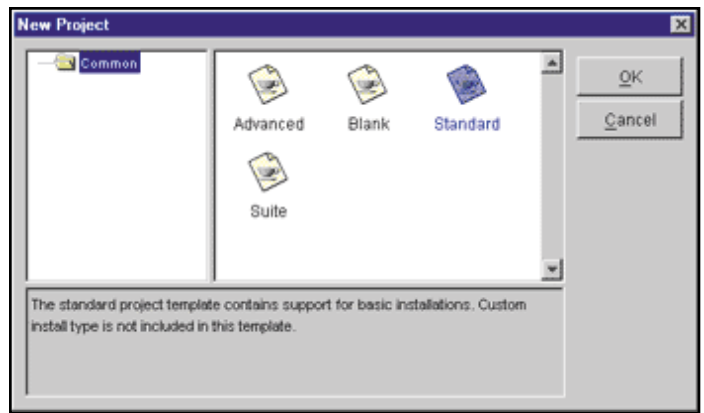 New Project
Common
Advanced Blank Standard
Suite
OK
Cancel
The standard project template contains support for basic installations. Custom
install type is not included in this template.